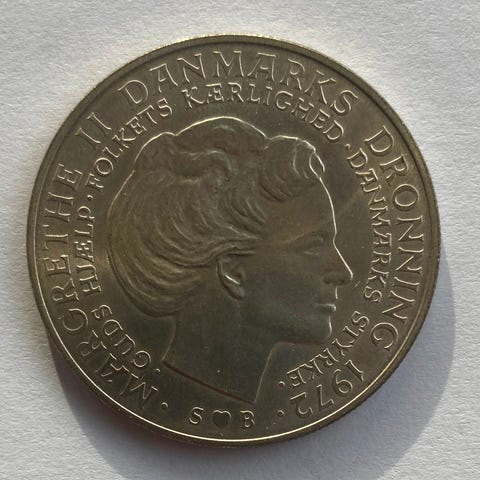 MARGRETHE II DANMARKS DRONNING 1972
· GUDS HJÆLP · FOLKETS KÆRLIGHED · DANMARKS STYRKE ·
S ♥ B